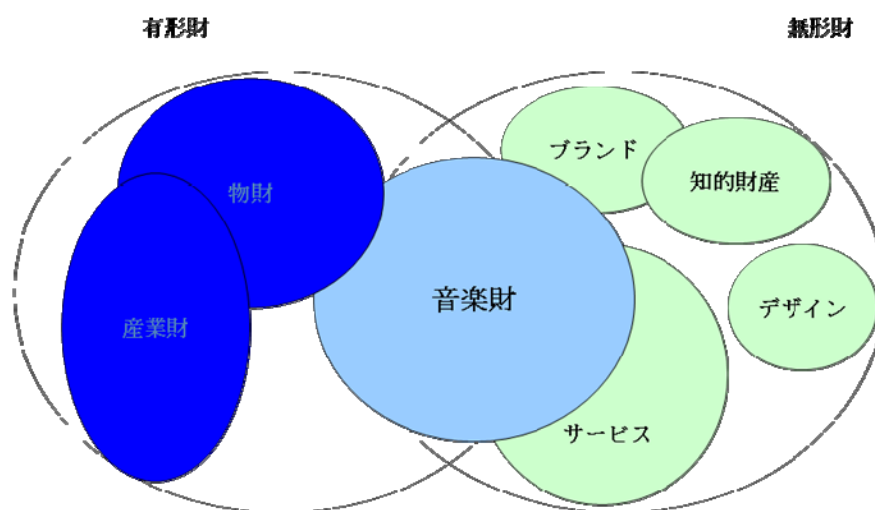 有形財
無形財
ブランド
知的財産
物財
音楽財
デザイン
産業財
サービス